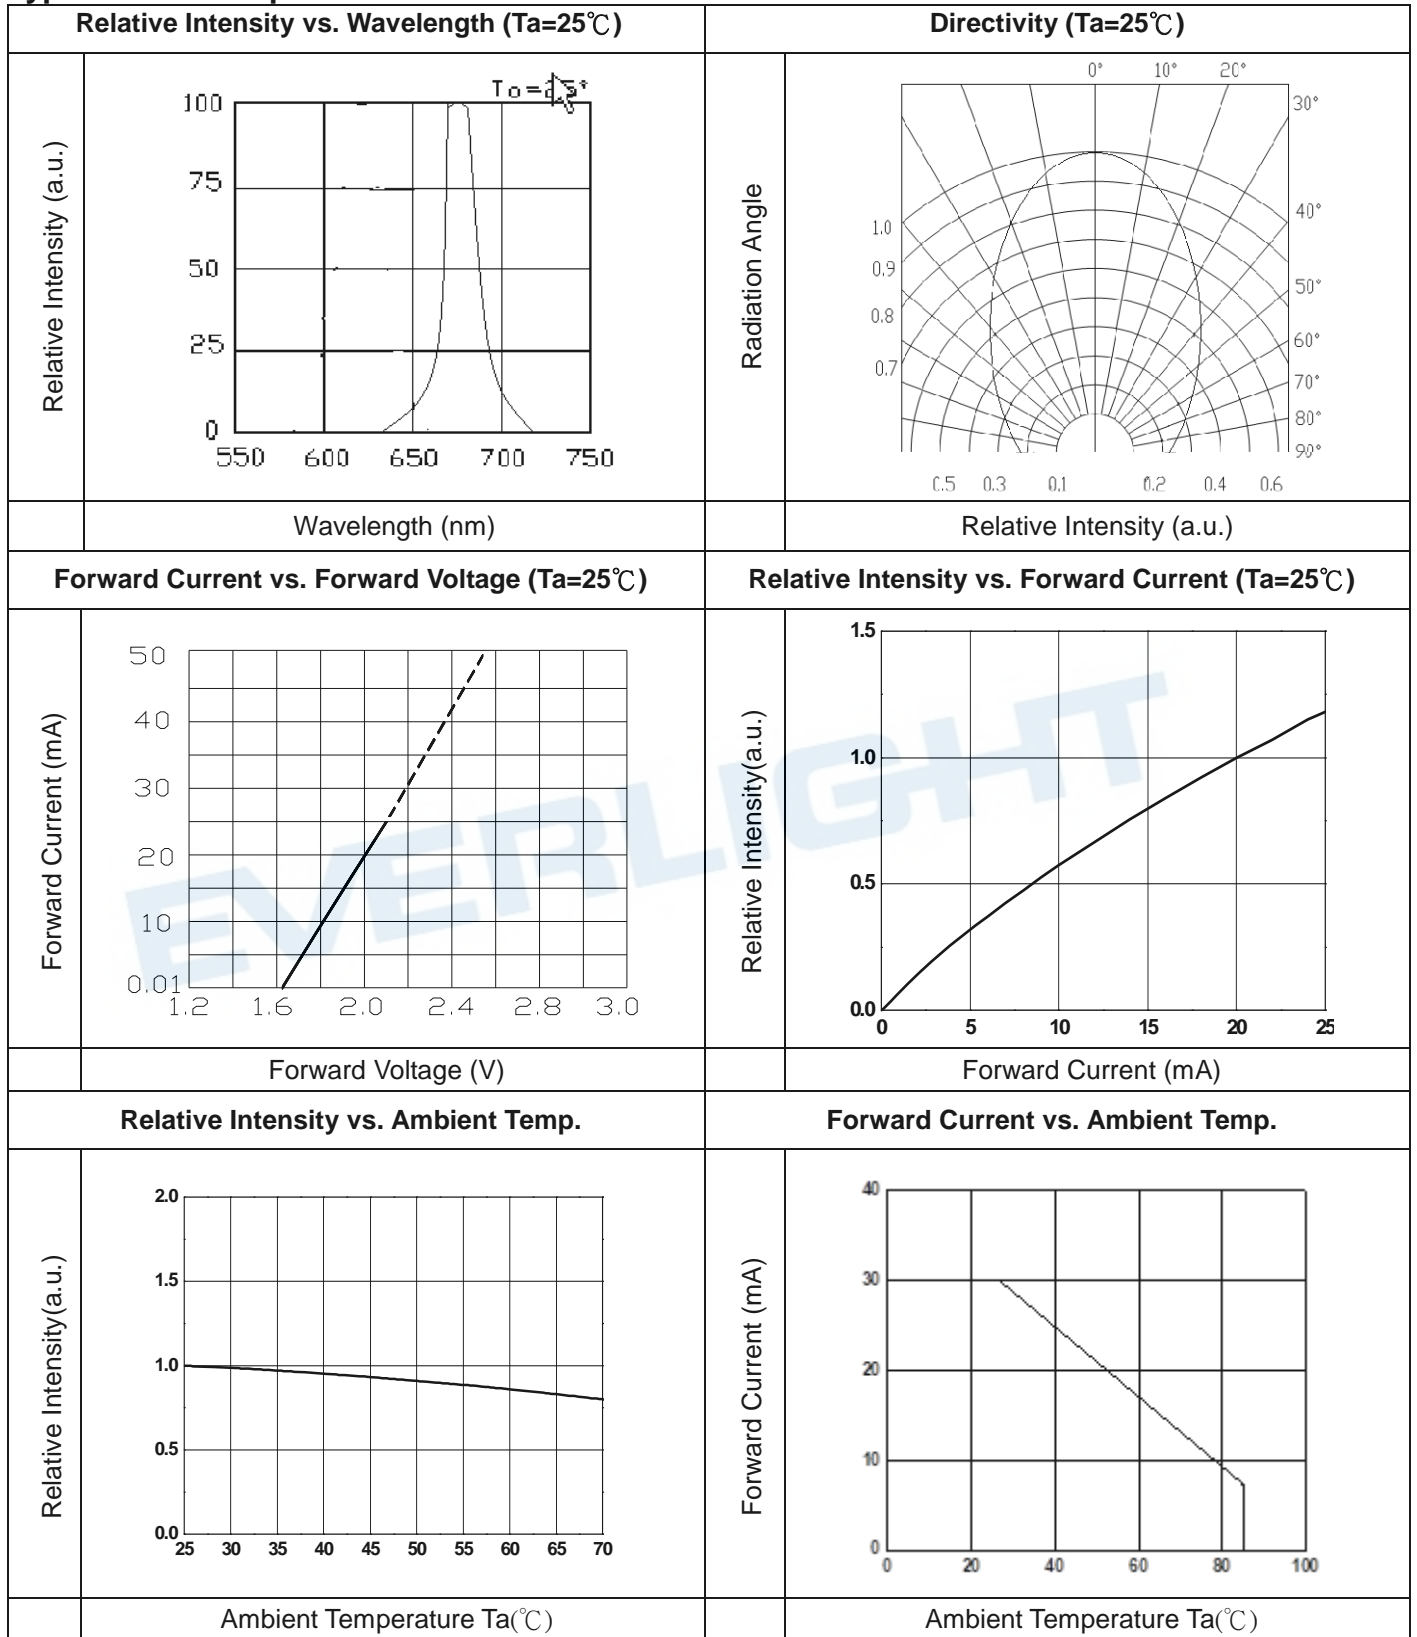 Relative Intensity vs. Wavelength (Ta=25℃)
Directivity (Ta=25℃)
Relative Intensity (a.u.)
100
75
50
25
0
550 600 650 700 750
Wavelength (nm)
Radiation Angle
0° 10° 20°
30°
40°
50°
60°
70°
80°
90°
1.0
0.9
0.8
0.7
0.5 0.3 0.1 0.2 0.4 0.6
Relative Intensity (a.u.)
Forward Current vs. Forward Voltage (Ta=25℃)
Relative Intensity vs. Forward Current (Ta=25℃)
Forward Current (mA)
50
40
30
20
10
0.01
1.2 1.6 2.0 2.4 2.8 3.0
Forward Voltage (V)
Relative Intensity(a.u.)
1.5
1.0
0.5
0.0
0 5 10 15 20 25
Forward Current (mA)
EVERLIGHT
Relative Intensity vs. Ambient Temp.
Forward Current vs. Ambient Temp.
Relative Intensity(a.u.)
2.0
1.5
1.0
0.5
0.0
25 30 35 40 45 50 55 60 65 70
Ambient Temperature Ta(℃)
Forward Current (mA)
40
30
20
10
0
0 20 40 60 80 100
Ambient Temperature Ta(℃)